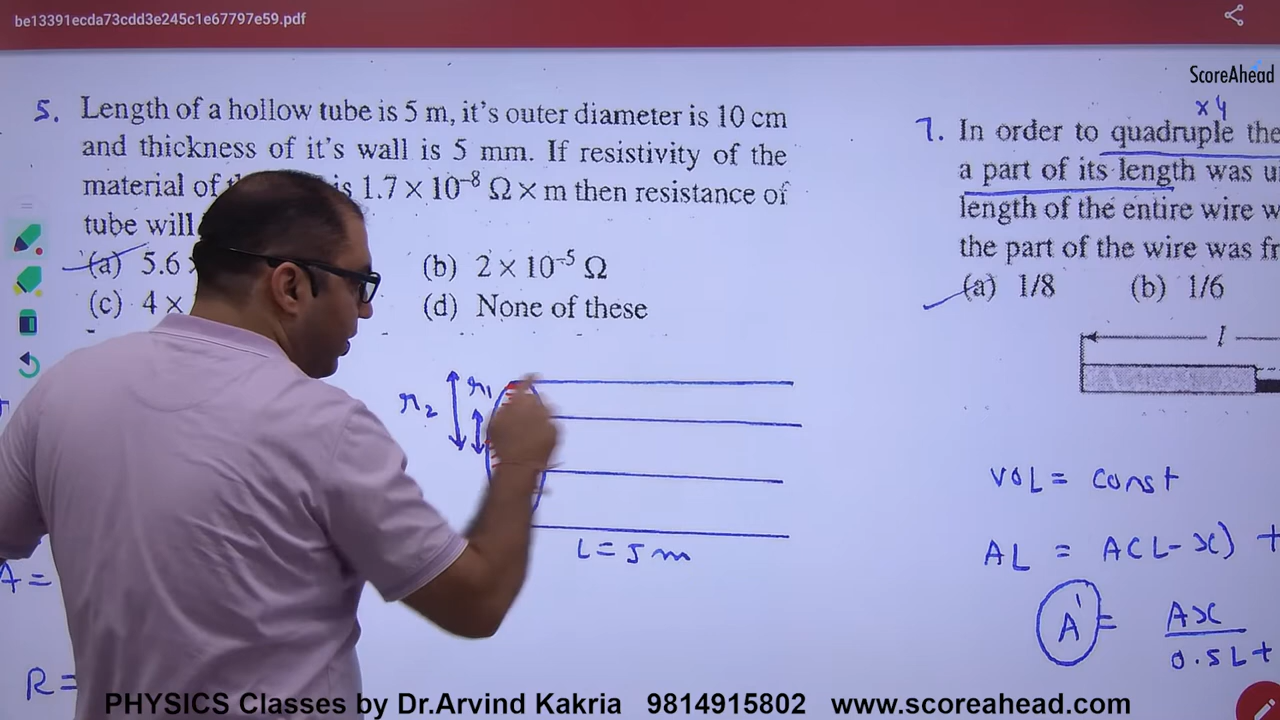 be13391ecda73cdd3e245c1e67797e59.pdf
ScoreAhead
5. Length of a hollow tube is 5 m, it's outer diameter is 10 cm
and thickness of it's wall is 5 mm. If resistivity of the
material of is 1.7 × 10⁻⁸ Ω × m then resistance of
tube will
(a) 5.6 (b) 2 × 10⁻⁵ Ω
(c) 4 × (d) None of these
r₂ r₁
L = 5 m
A =
R =
x 4
7. In order to quadruple the
a part of its length was
length of the entire wire
the part of the wire was
(a) 1/8 (b) 1/6
l
VOL = const
AL = A(L-x) +
A' = Ax
0.5L+
PHYSICS Classes by Dr.Arvind Kakria 9814915802 www.scoreahead.com